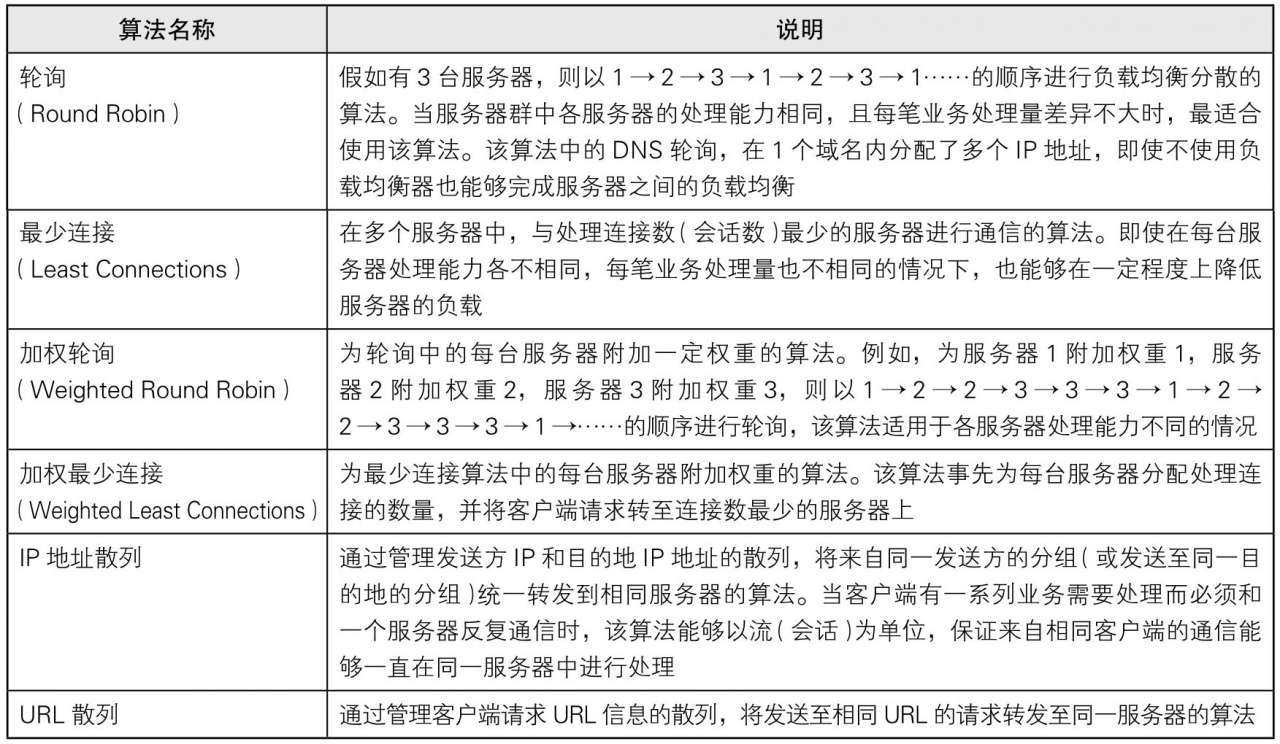 算法名称
说明
轮询
（Round Robin）
假如有 3 台服务器，则以 1→2→3→1→2→3→1……的顺序进行负载均衡分散的
算法。当服务器群中各服务器的处理能力相同，且每笔业务处理量差异不大时，最适合
使用该算法。该算法中的 DNS 轮询，在 1 个域名内分配了多个 IP 地址，即使不使用负
载均衡器也能够完成服务器之间的负载均衡
最少连接
（Least Connections）
在多个服务器中，与处理连接数（会话数）最少的服务器进行通信的算法。即使在每台服
务器处理能力各不相同，每笔业务处理量也不相同的情况下，也能够在一定程度上降低
服务器的负载
加权轮询
（Weighted Round Robin）
为轮询中的每台服务器附加一定权重的算法。例如，为服务器 1 附加权重 1，服务
器 2 附加权重 2，服务器 3 附加权重 3，则以 1→2→2→3→3→3→1→2→
2→3→3→3→1→……的顺序进行轮询，该算法适用于各服务器处理能力不同的情况
加权最少连接
（Weighted Least Connections）
为最少连接算法中的每台服务器附加权重的算法。该算法事先为每台服务器分配处理连
接的数量，并将客户端请求转至连接数最少的服务器上
IP 地址散列
通过管理发送方 IP 和目的地 IP 地址的散列，将来自同一发送方的分组（或发送至同一目
的地的分组）统一转发到相同服务器的算法。当客户端有一系列业务需要处理而必须和
一个服务器反复通信时，该算法能够以流（会话）为单位，保证来自相同客户端的通信能
够一直在同一服务器中进行处理
URL 散列
通过管理客户端请求 URL 信息的散列，将发送至相同 URL 的请求转发至同一服务器的算法